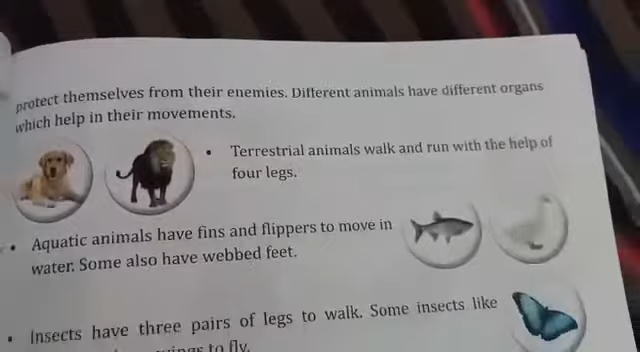 protect themselves from their enemies. Different animals have different organs
which help in their movements.
• Terrestrial animals walk and run with the help of
four legs.
• Aquatic animals have fins and flippers to move in
water. Some also have webbed feet.
• Insects have three pairs of legs to walk. Some insects like
to fly.